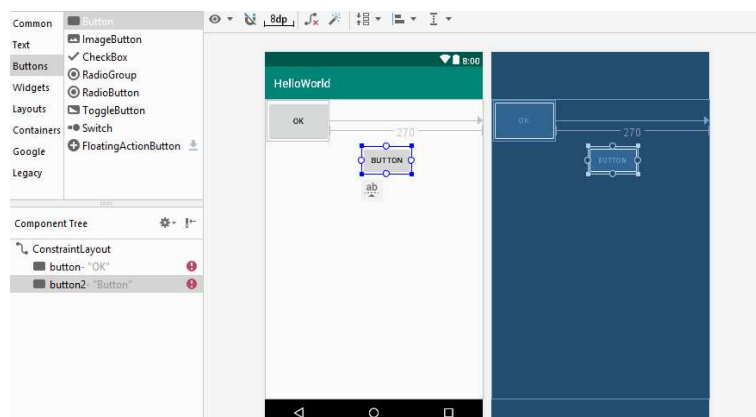 Common
Text
Buttons
Widgets
Layouts
Containers
Google
Legacy
Button
ImageButton
CheckBox
RadioGroup
RadioButton
ToggleButton
Switch
FloatingActionButton
8dp
Component Tree
ConstraintLayout
button- "OK"
button2- "Button"
8:00
HelloWorld
OK
270
BUTTON
ab
OK
270
BUTTON